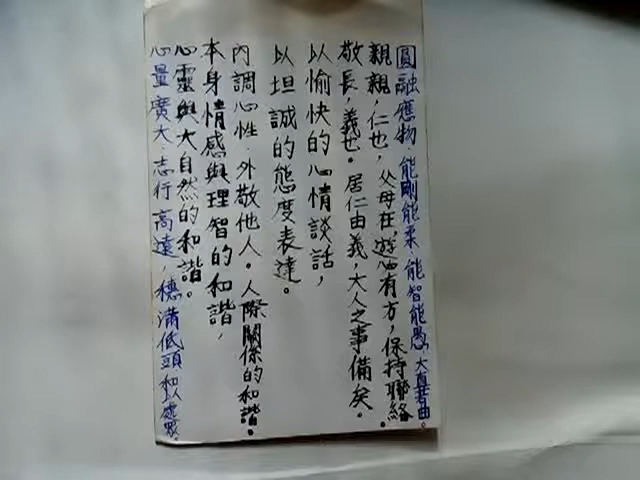 圓融應物、能剛能柔、能智能愚,大直若曲。
親親,仁也,父母在,遊必有方,保持聯絡。
敬長,義也。居仁由義,大人之事備矣。
以愉快的心情談話,
以坦誠的態度表達。
內調心性、外敬他人。人際關係的和諧。
本身情感與理智的和諧,
心靈與大自然的和諧。
心量廣大、志行高遠,穗滿低頭和以處眾。